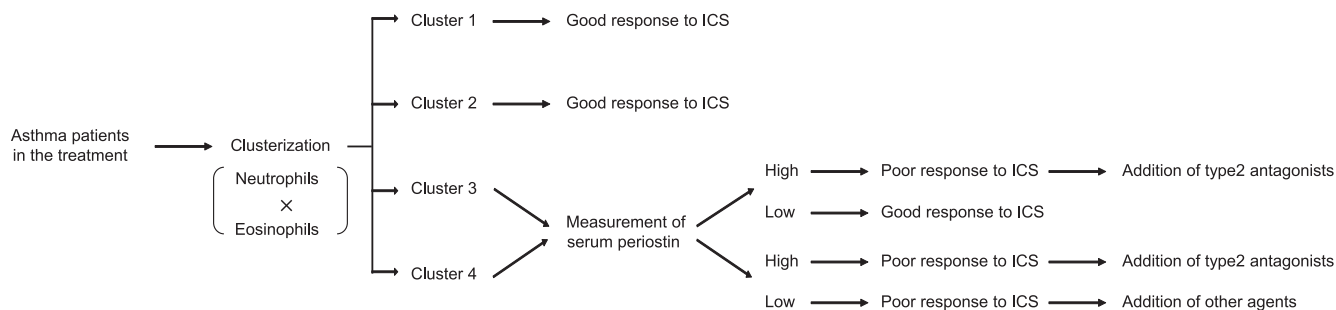 Cluster 1
Good response to ICS
Cluster 2
Good response to ICS
Asthma patients
in the treatment
Clusterization
Neutrophils
×
Eosinophils
Cluster 3
Cluster 4
Measurement of
serum periostin
High
Poor response to ICS
Addition of type2 antagonists
Low
Good response to ICS
High
Poor response to ICS
Addition of type2 antagonists
Low
Poor response to ICS
Addition of other agents